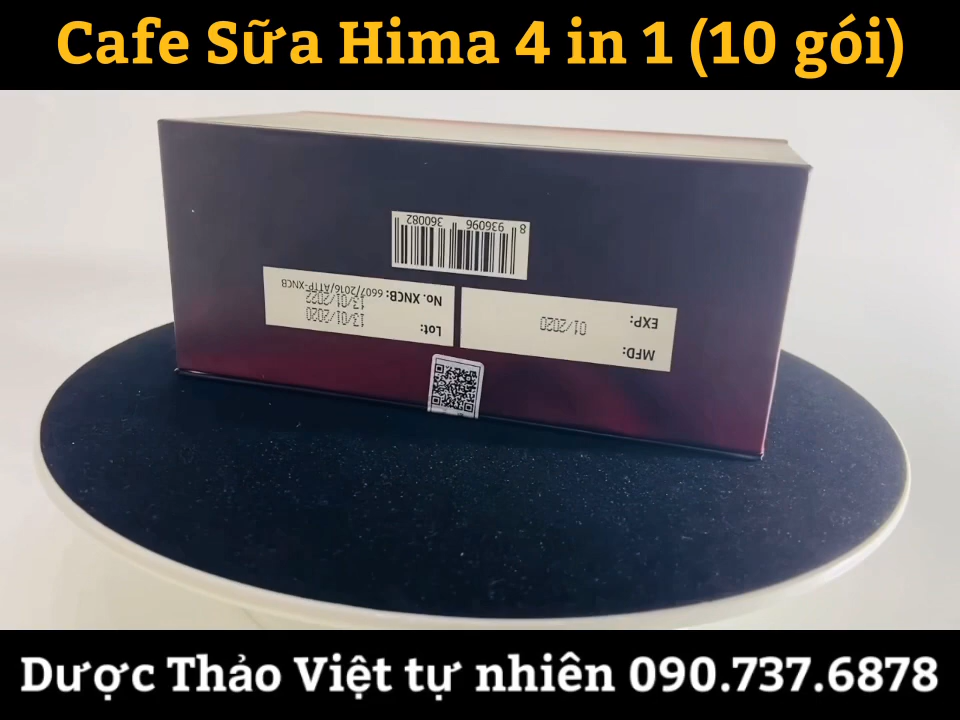 Cafe Sữa Hima 4 in 1 (10 gói)
MFD:
EXP:
01/2020
Lot:
13/01/2020
13/01/2022
No. XNCB: 6607/2016/ATTP-XNCB
8 936096 360082
Dược Thảo Việt tự nhiên 090.737.6878